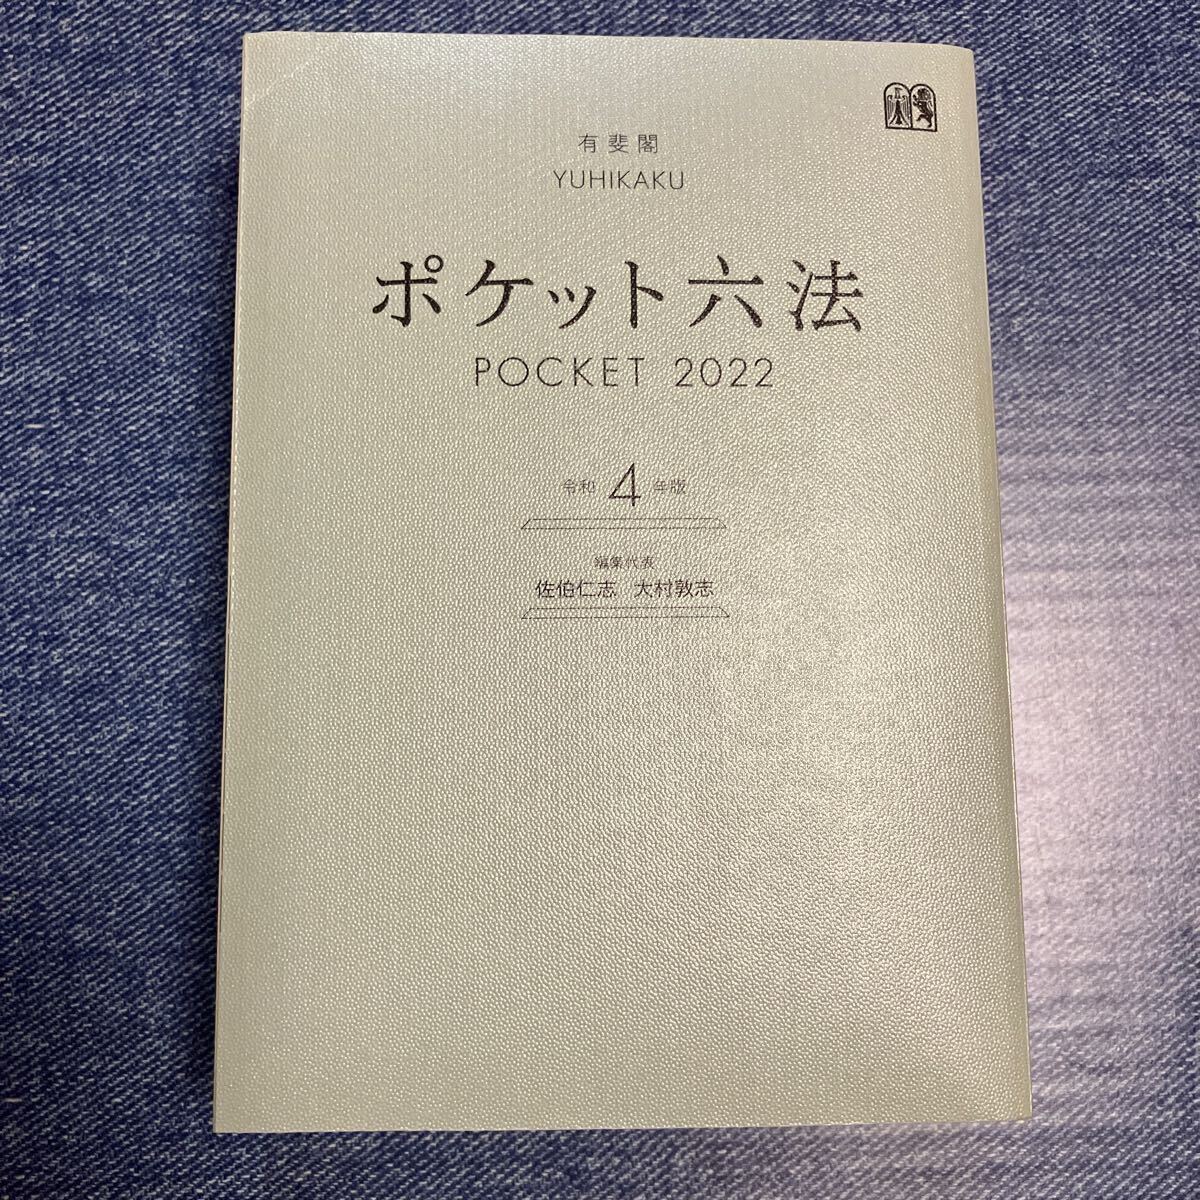 有斐閣
YUHIKAKU
ポケット六法
POCKET 2022
令和 4 年版
編集代表
佐伯仁志 大村敦志